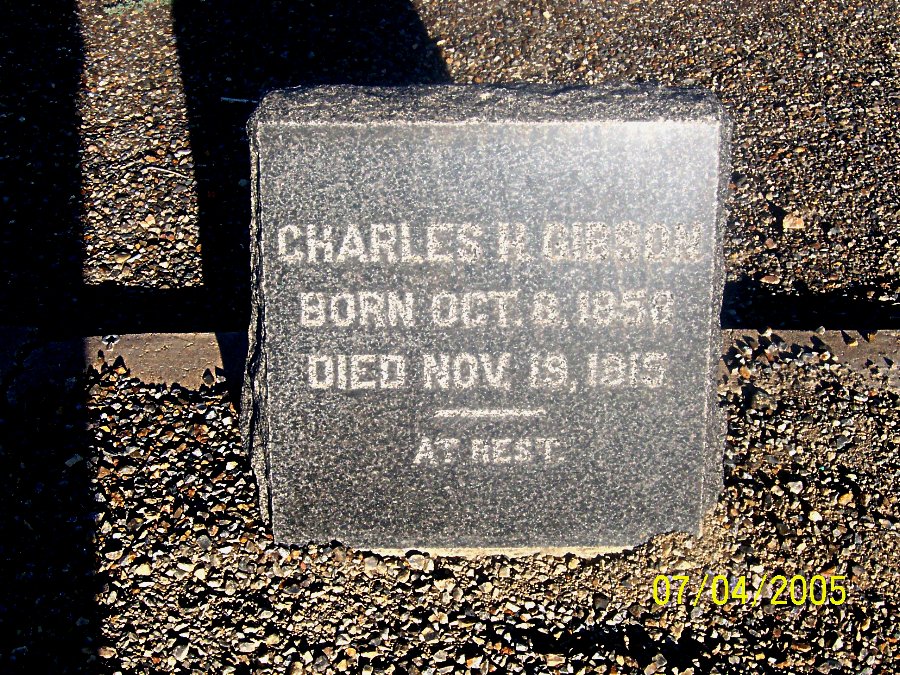 CHARLES H. GIBSON
BORN OCT. 8, 1858
DIED NOV. 19, 1915
AT REST.
07/04/2005